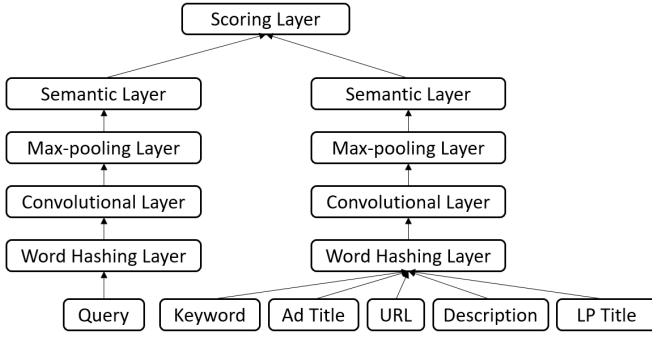 Scoring Layer
Semantic Layer
Semantic Layer
Max-pooling Layer
Max-pooling Layer
Convolutional Layer
Convolutional Layer
Word Hashing Layer
Word Hashing Layer
Query
Keyword
Ad Title
URL
Description
LP Title